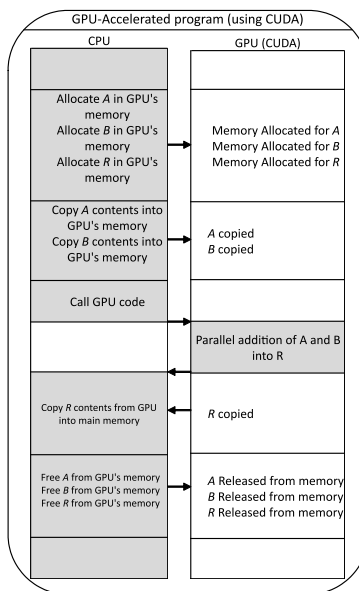 GPU-Accelerated program (using CUDA)
CPU
GPU (CUDA)
Allocate A in GPU's
memory
Allocate B in GPU's
memory
Allocate R in GPU's
memory
Memory Allocated for A
Memory Allocated for B
Memory Allocated for R
Copy A contents into
GPU's memory
Copy B contents into
GPU's memory
A copied
B copied
Call GPU code
Parallel addition of A and B
into R
Copy R contents from GPU
into main memory
R copied
Free A from GPU's memory
Free B from GPU's memory
Free R from GPU's memory
A Released from memory
B Released from memory
R Released from memory